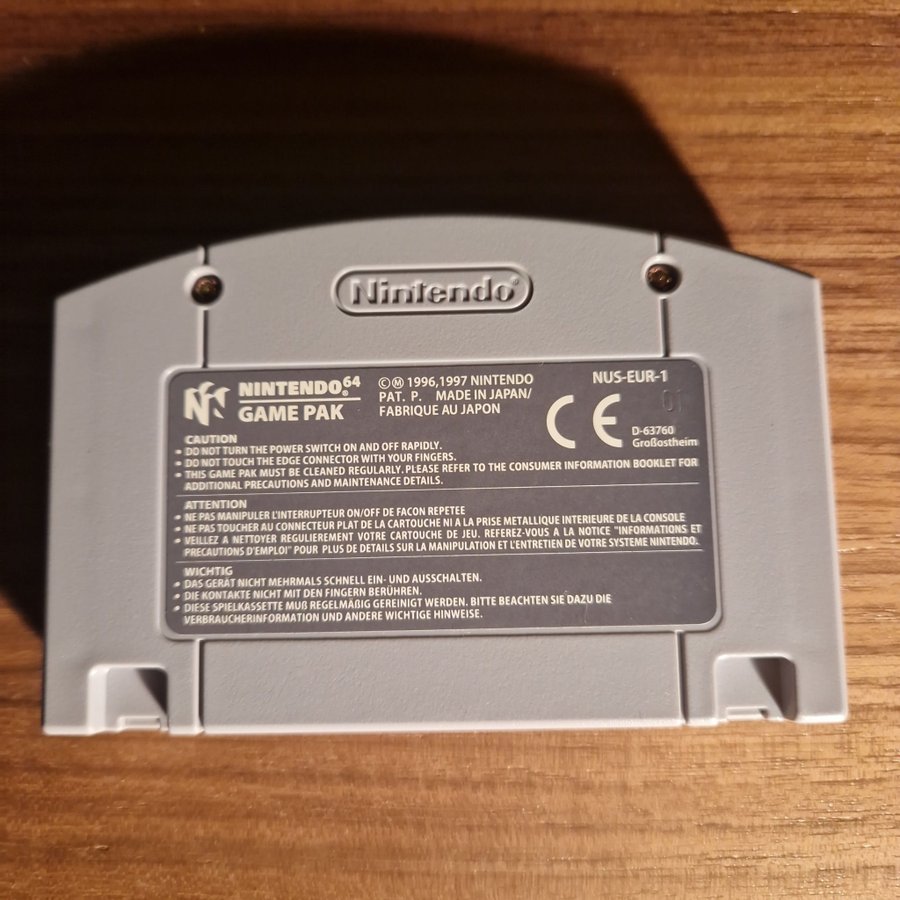 Nintendo®
NINTENDO®64
GAME PAK
©Ⓜ 1996,1997 NINTENDO
PAT. P. MADE IN JAPAN/
FABRIQUE AU JAPON
NUS-EUR-1
01
CE
D-63760
Großostheim
CAUTION
• DO NOT TURN THE POWER SWITCH ON AND OFF RAPIDLY.
• DO NOT TOUCH THE EDGE CONNECTOR WITH YOUR FINGERS.
• THIS GAME PAK MUST BE CLEANED REGULARLY. PLEASE REFER TO THE CONSUMER INFORMATION BOOKLET FOR
ADDITIONAL PRECAUTIONS AND MAINTENANCE DETAILS.
ATTENTION
• NE PAS MANIPULER L'INTERRUPTEUR ON/OFF DE FACON REPETEE
• NE PAS TOUCHER AU CONNECTEUR PLAT DE LA CARTOUCHE NI A LA PRISE METALLIQUE INTERIEURE DE LA CONSOLE
• VEILLEZ A NETTOYER REGULIEREMENT VOTRE CARTOUCHE DE JEU. REFEREZ-VOUS A LA NOTICE "INFORMATIONS ET
PRECAUTIONS D'EMPLOI" POUR PLUS DE DETAILS SUR LA MANIPULATION ET L'ENTRETIEN DE VOTRE SYSTEME NINTENDO.
WICHTIG
• DAS GERÄT NICHT MEHRMALS SCHNELL EIN- UND AUSSCHALTEN.
• DIE KONTAKTE NICHT MIT DEN FINGERN BERÜHREN.
• DIESE SPIELKASSETTE MUß REGELMÄßIG GEREINIGT WERDEN. BITTE BEACHTEN SIE DAZU DIE
VERBRAUCHERINFORMATION UND ANDERE WICHTIGE HINWEISE.